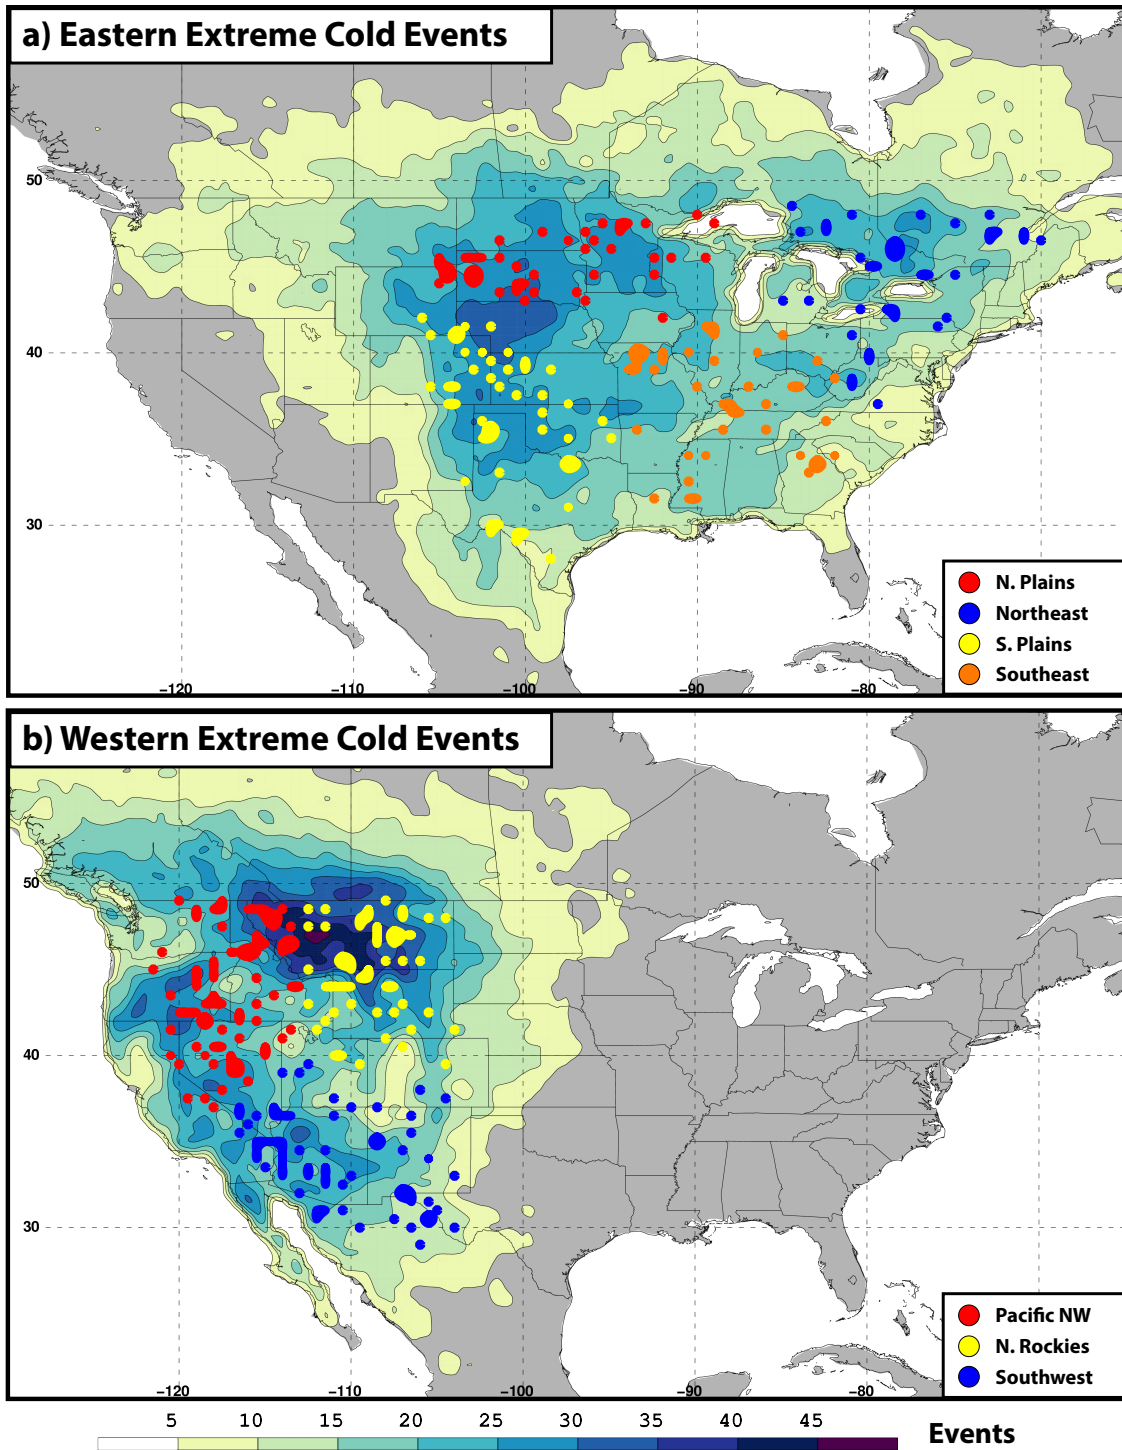 a) Eastern Extreme Cold Events
50
40
30
−120 −110 −100 −90 −80
N. Plains
Northeast
S. Plains
Southeast
b) Western Extreme Cold Events
50
40
30
−120 −110 −100 −90 −80
Pacific NW
N. Rockies
Southwest
5 10 15 20 25 30 35 40 45 Events